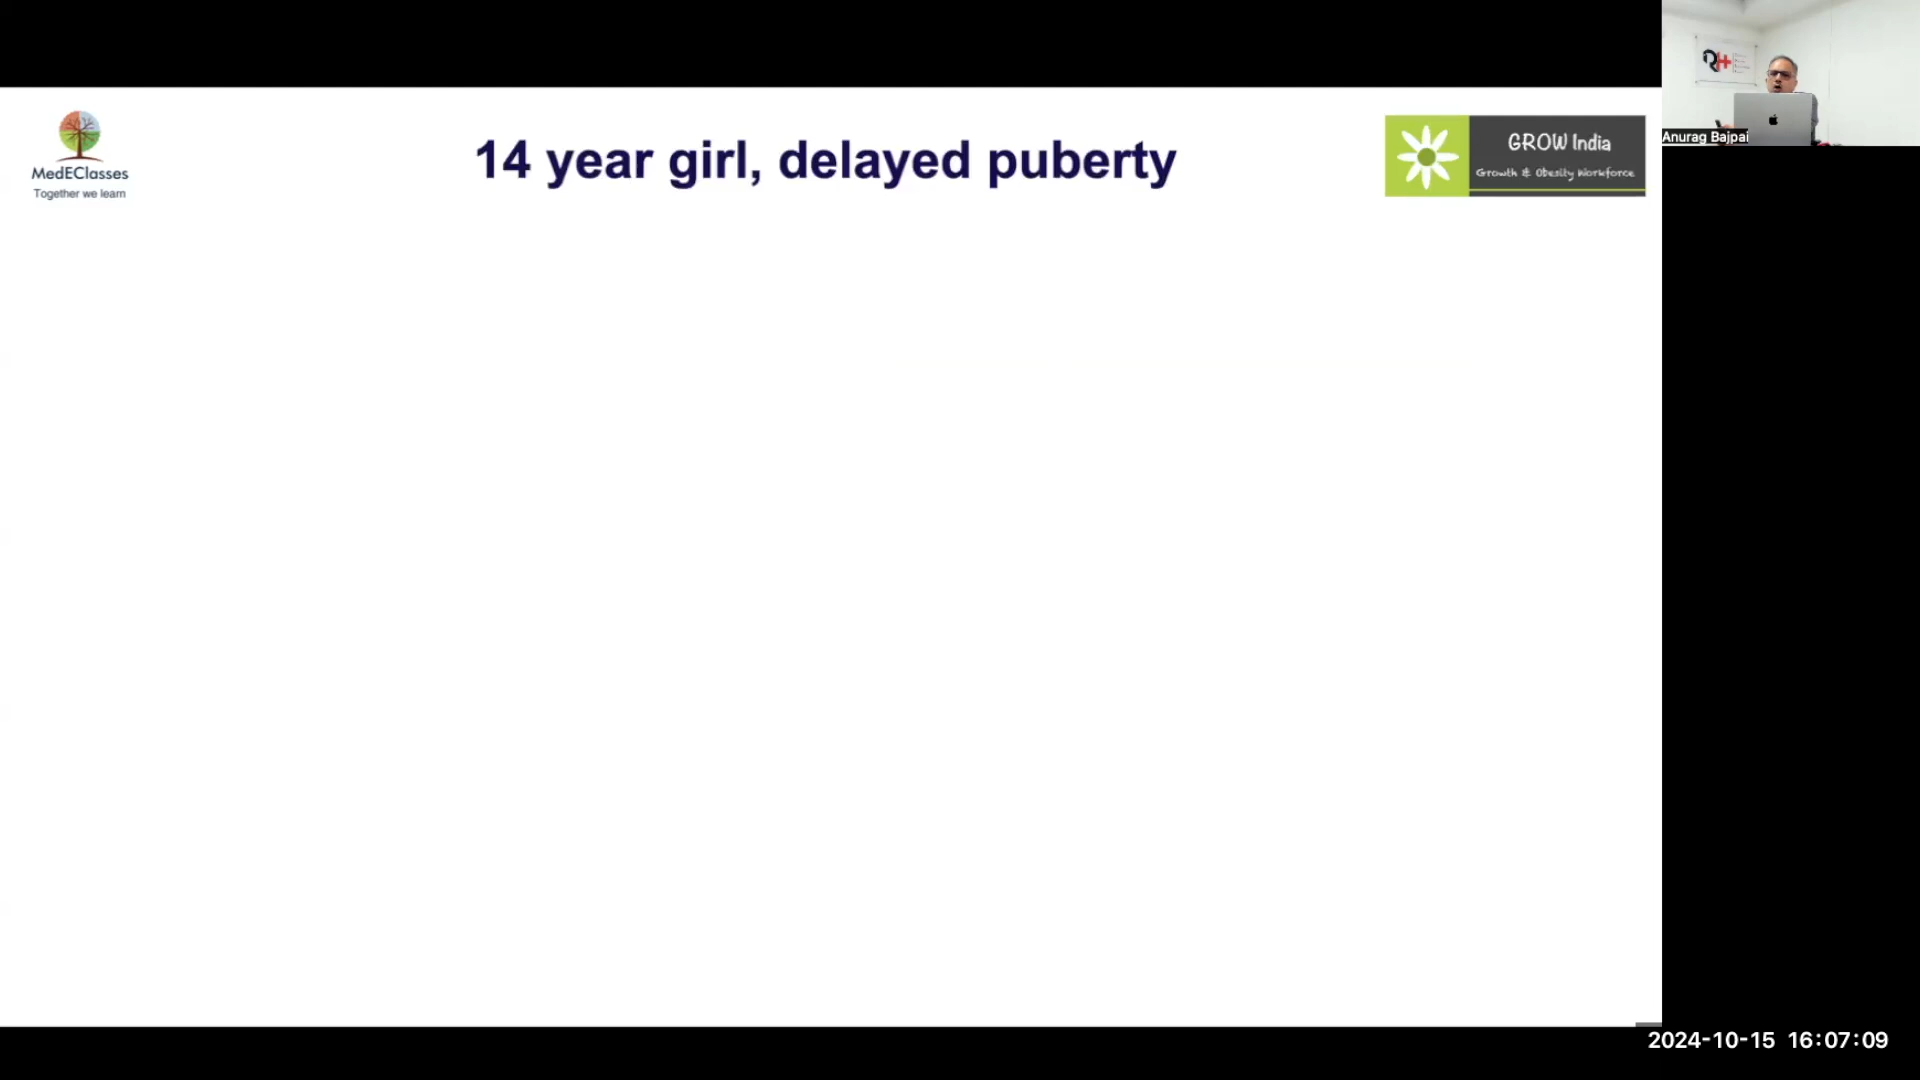 MedEClasses
Together we learn
14 year girl, delayed puberty
GROW India
Growth & Obesity Workforce
Anurag Bajpai
2024-10-15 16:07:09